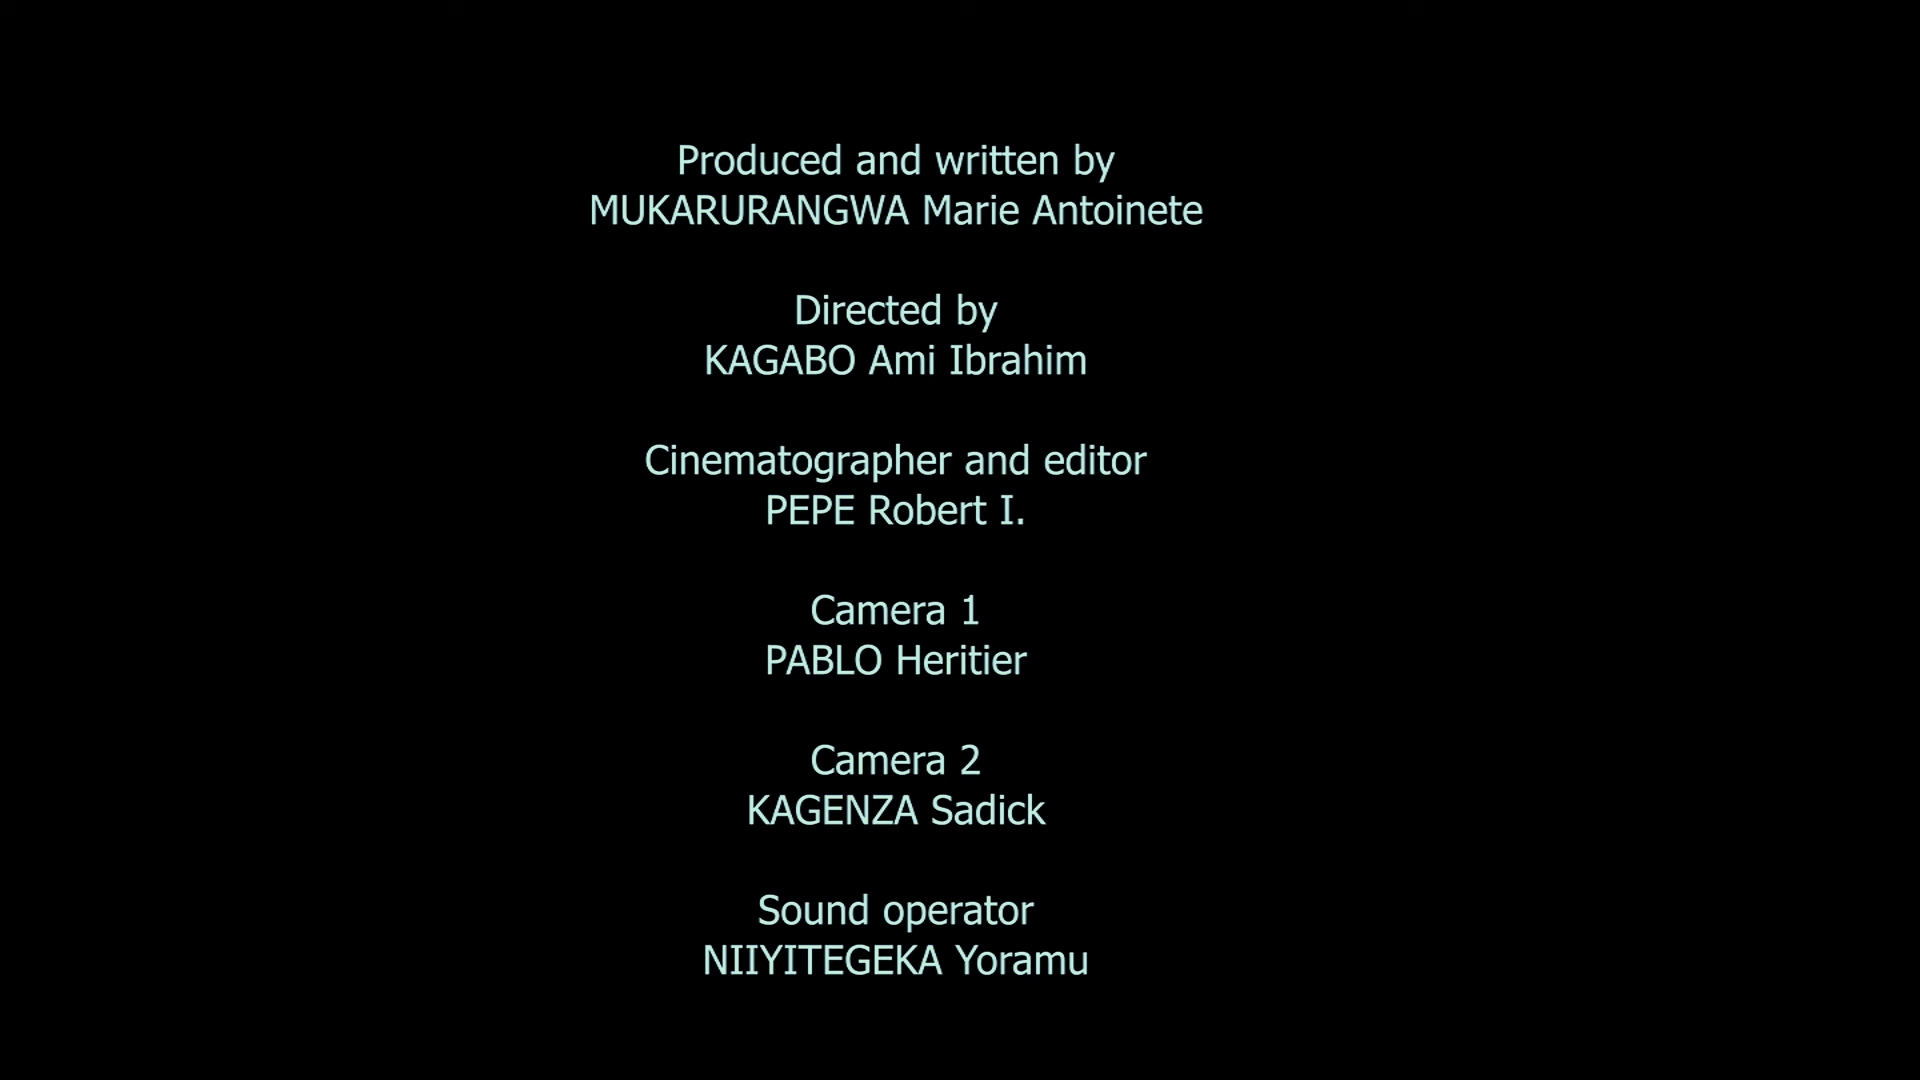 Produced and written by
MUKARURANGWA Marie Antoinete
Directed by
KAGABO Ami Ibrahim
Cinematographer and editor
PEPE Robert I.
Camera 1
PABLO Heritier
Camera 2
KAGENZA Sadick
Sound operator
NIIYITEGEKA Yoramu